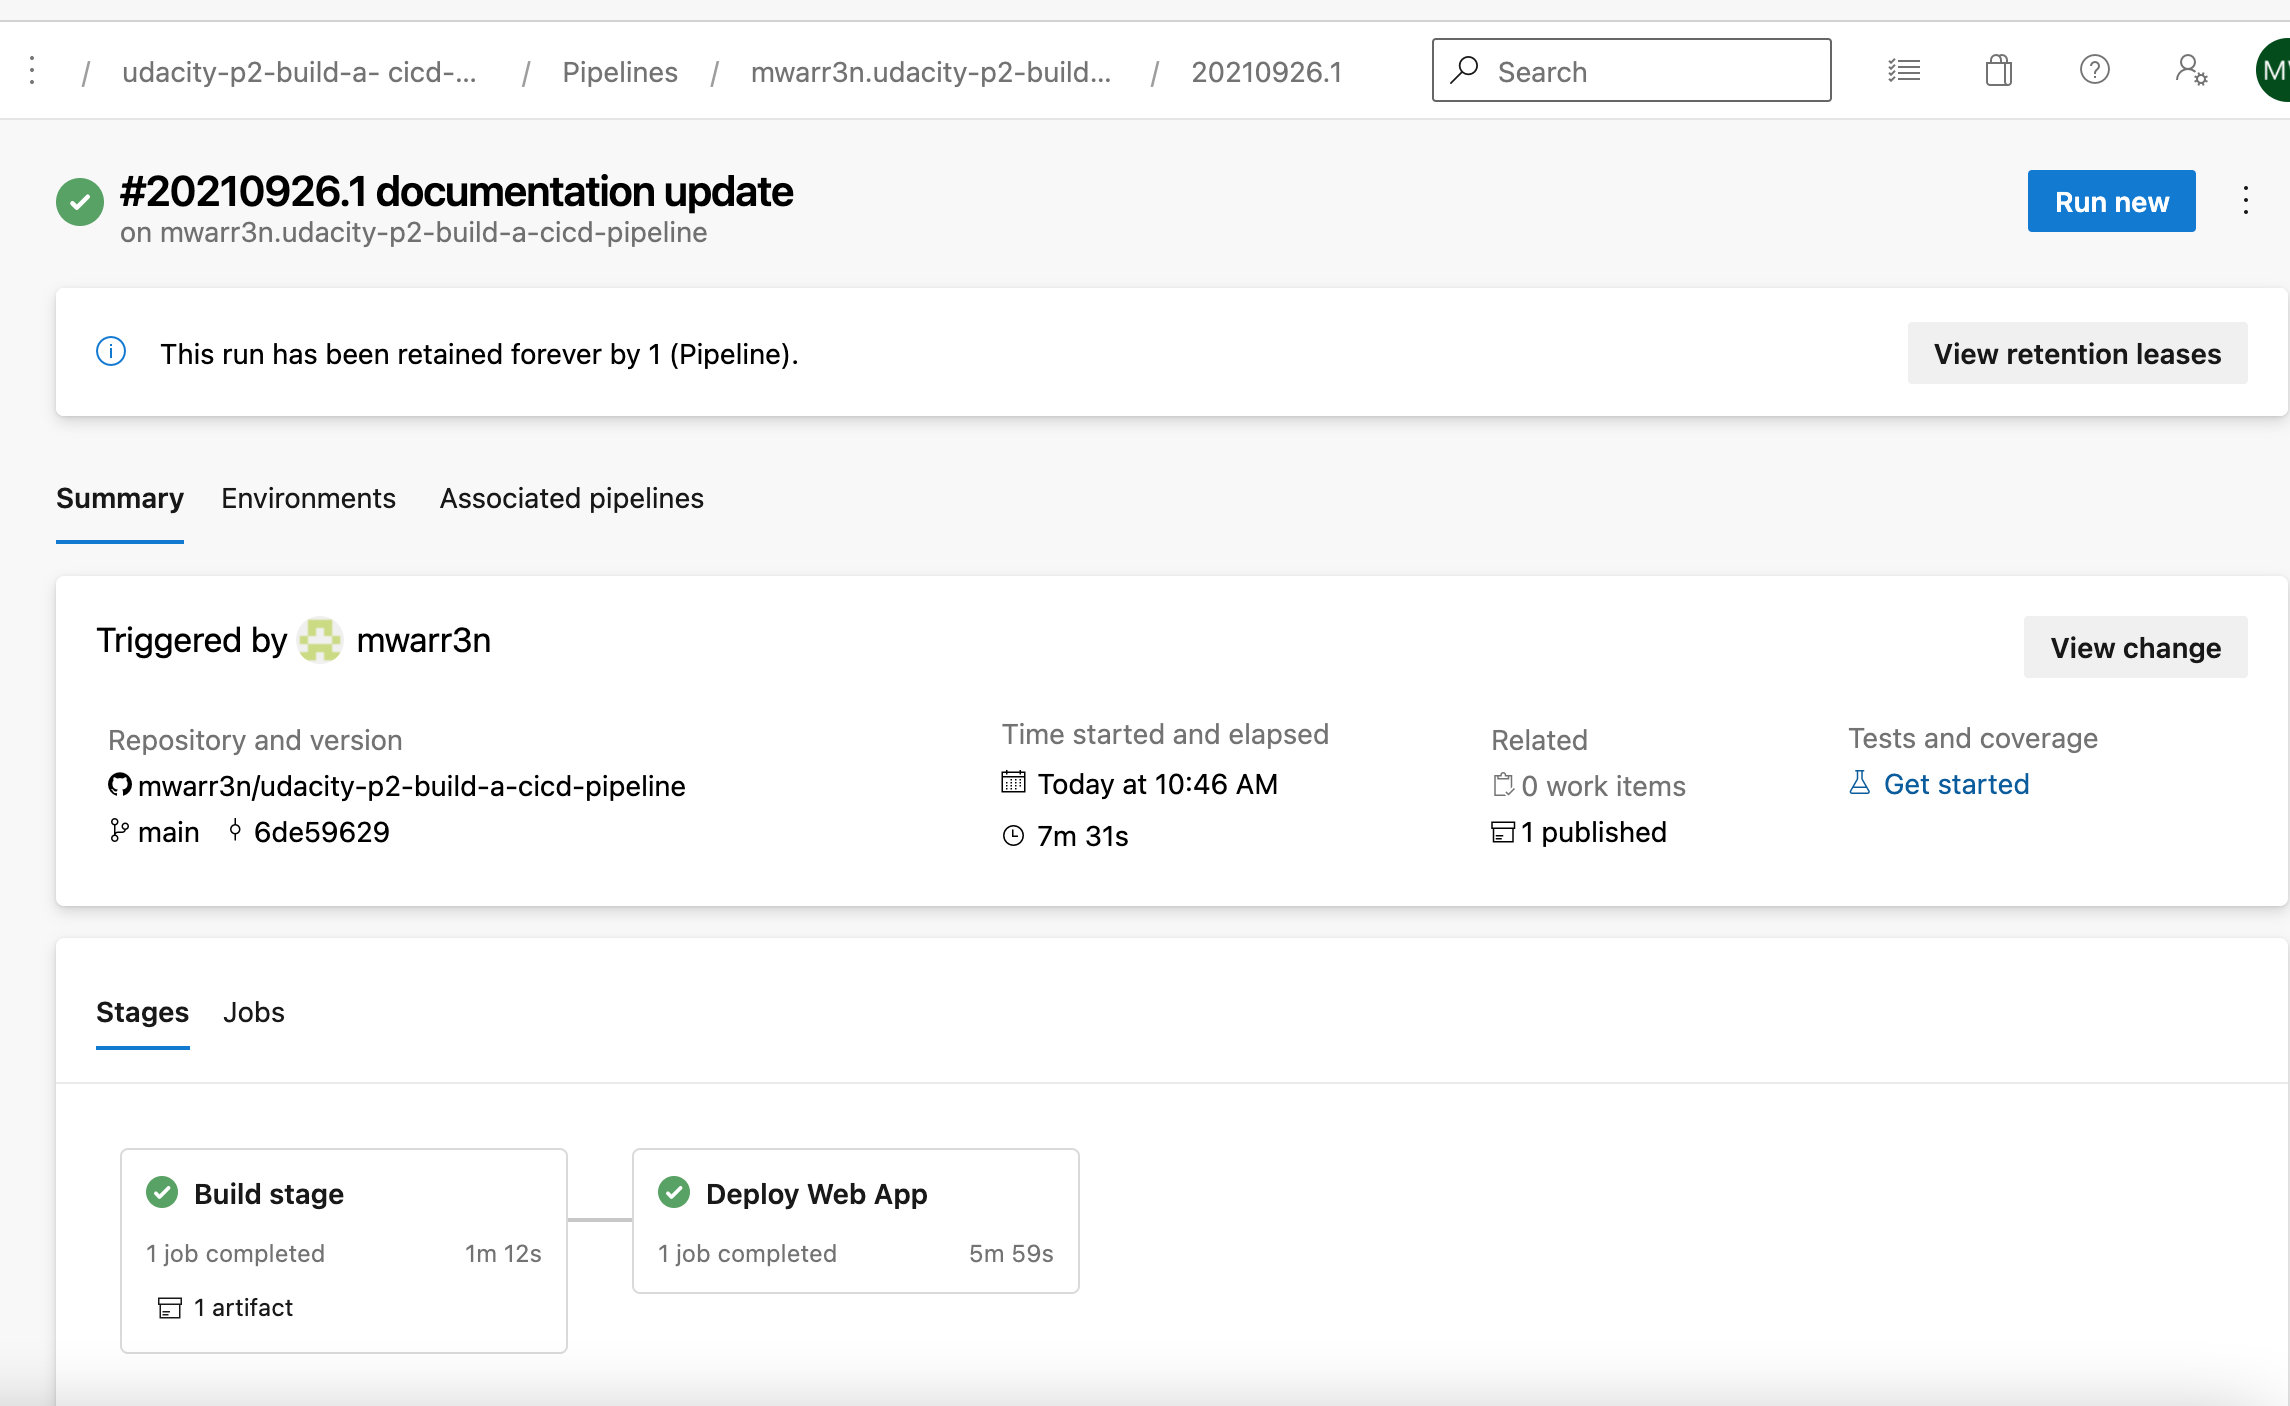 / udacity-p2-build-a- cicd-... / Pipelines / mwarr3n.udacity-p2-build... / 20210926.1 Search
#20210926.1 documentation update Run new
on mwarr3n.udacity-p2-build-a-cicd-pipeline
This run has been retained forever by 1 (Pipeline). View retention leases
Summary Environments Associated pipelines
Triggered by mwarr3n View change
Repository and version
mwarr3n/udacity-p2-build-a-cicd-pipeline
main 6de59629
Time started and elapsed
Today at 10:46 AM
7m 31s
Related
0 work items
1 published
Tests and coverage
Get started
Stages Jobs
Build stage
1 job completed 1m 12s
1 artifact
Deploy Web App
1 job completed 5m 59s